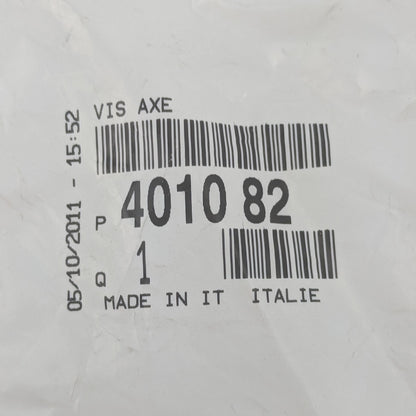 VIS AXE
P 4010 82
Q 1
MADE IN IT ITALIE
05/10/2011 - 15:52